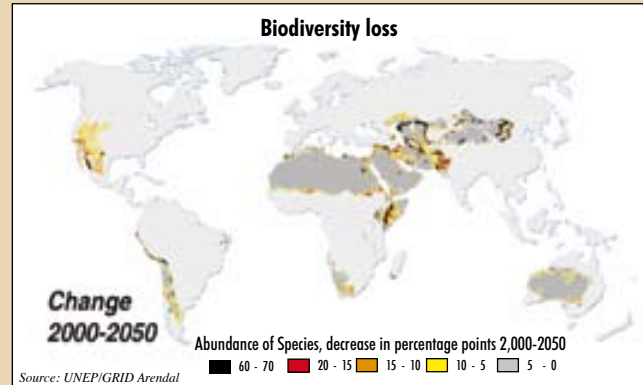 Biodiversity loss
Change
2000-2050
Abundance of Species, decrease in percentage points 2,000-2050
60 - 70 20 - 15 15 - 10 10 - 5 5 - 0
Source: UNEP/GRID Arendal